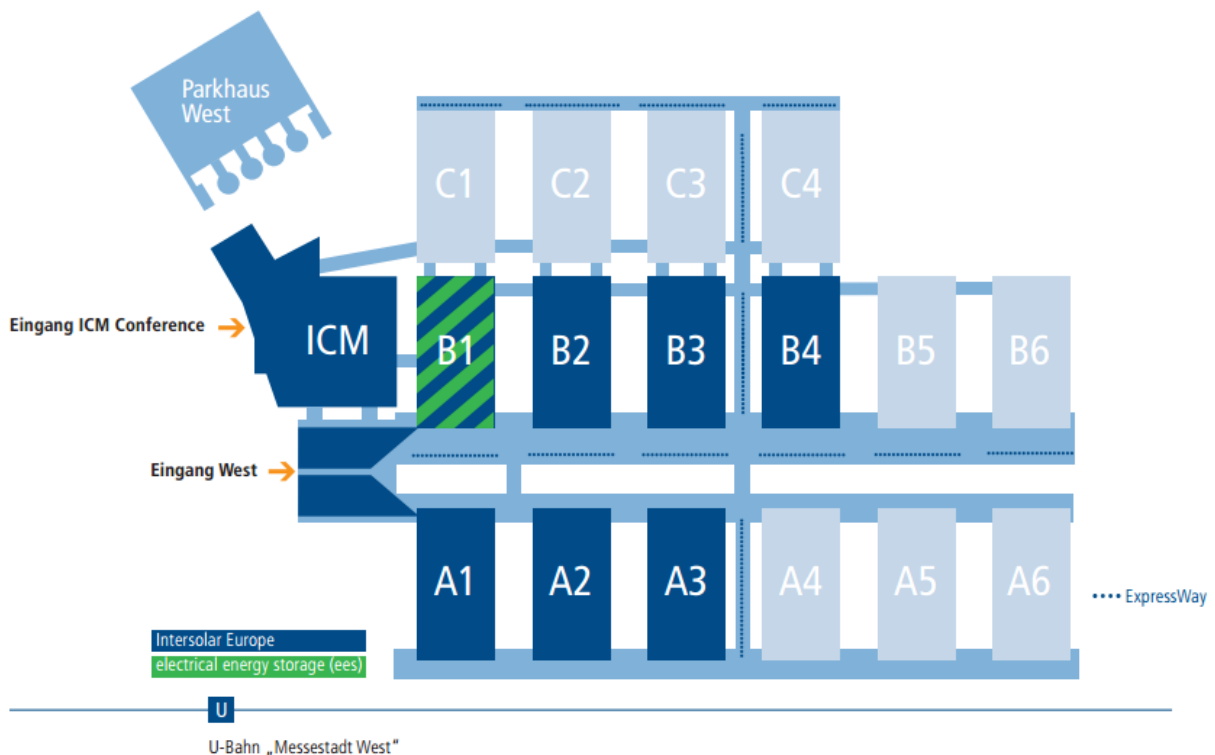 Parkhaus
West
C1
C2
C3
C4
Eingang ICM Conference
ICM
B1
B2
B3
B4
B5
B6
Eingang West
A1
A2
A3
A4
A5
A6
•••• ExpressWay
Intersolar Europe
electrical energy storage (ees)
U
U-Bahn „Messestadt West“